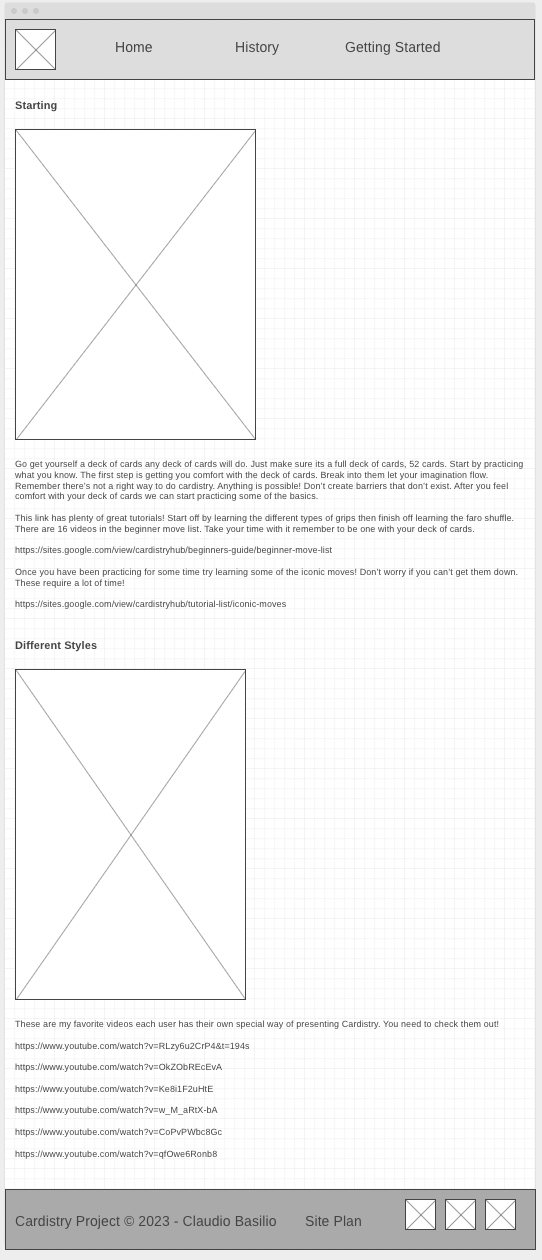 Home History Getting Started
Starting
Go get yourself a deck of cards any deck of cards will do. Just make sure its a full deck of cards, 52 cards. Start by practicing
what you know. The first step is getting you comfort with the deck of cards. Break into them let your imagination flow.
Remember there's not a right way to do cardistry. Anything is possible! Don't create barriers that don't exist. After you feel
comfort with your deck of cards we can start practicing some of the basics.
This link has plenty of great tutorials! Start off by learning the different types of grips then finish off learning the faro shuffle.
There are 16 videos in the beginner move list. Take your time with it remember to be one with your deck of cards.
https://sites.google.com/view/cardistryhub/beginners-guide/beginner-move-list
Once you have been practicing for some time try learning some of the iconic moves! Don't worry if you can't get them down.
These require a lot of time!
https://sites.google.com/view/cardistryhub/tutorial-list/iconic-moves
Different Styles
These are my favorite videos each user has their own special way of presenting Cardistry. You need to check them out!
https://www.youtube.com/watch?v=RLzy6u2CrP4&t=194s
https://www.youtube.com/watch?v=OkZObREcEvA
https://www.youtube.com/watch?v=Ke8i1F2uHtE
https://www.youtube.com/watch?v=w_M_aRtX-bA
https://www.youtube.com/watch?v=CoPvPWbc8Gc
https://www.youtube.com/watch?v=qfOwe6Ronb8
Cardistry Project © 2023 - Claudio Basilio Site Plan